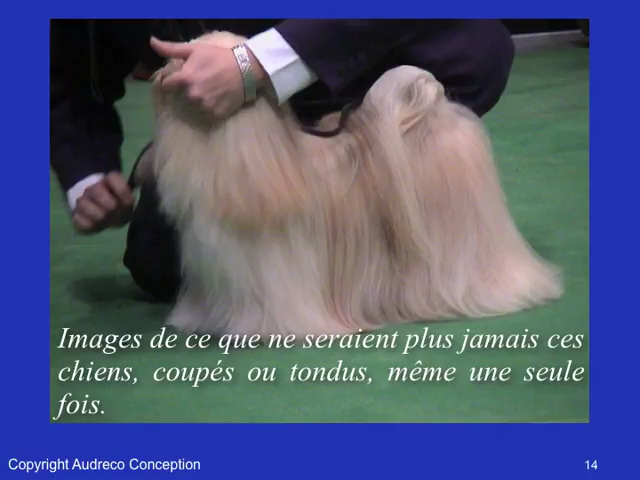 Images de ce que ne seraient plus jamais ces
chiens, coupés ou tondus, même une seule
fois.
Copyright Audreco Conception
14